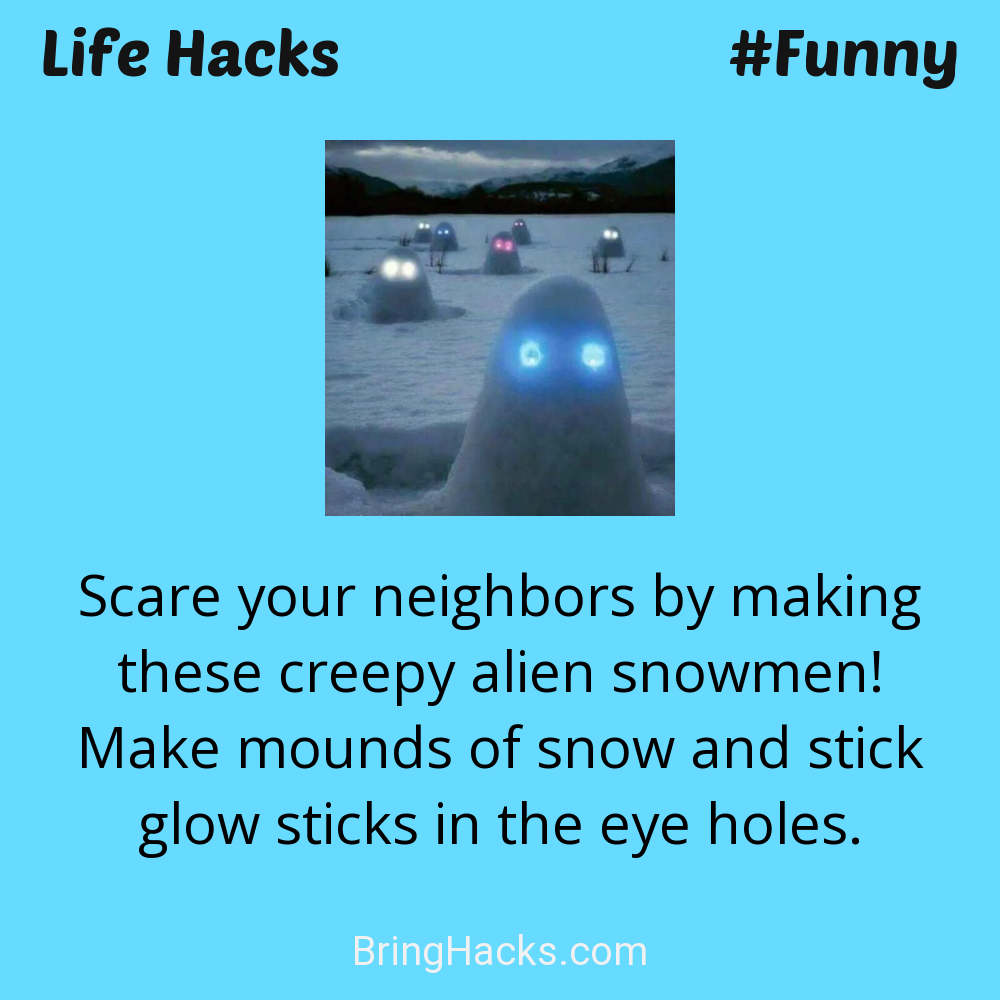 Life Hacks
#Funny
Scare your neighbors by making
these creepy alien snowmen!
Make mounds of snow and stick
glow sticks in the eye holes.
BringHacks.com